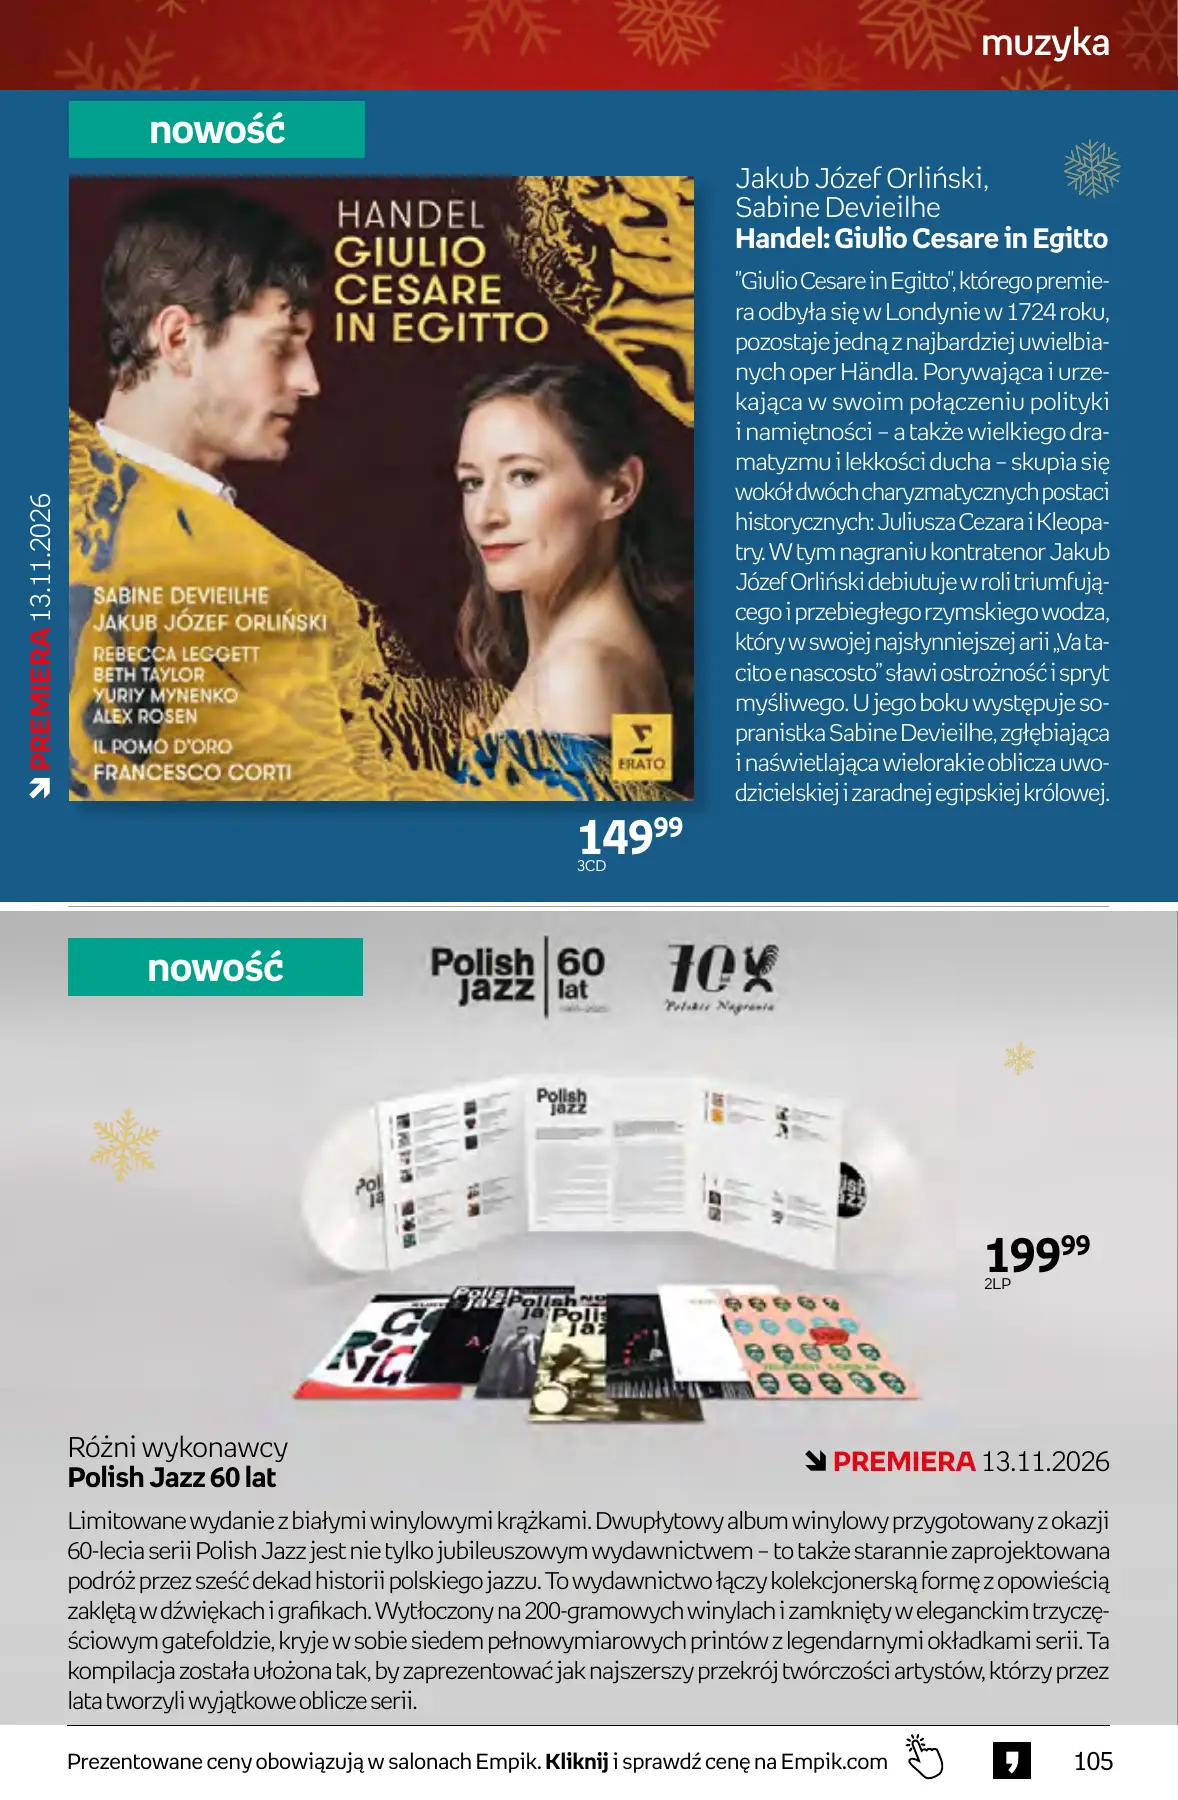 muzyka
nowość
HANDEL
GIULIO
CESARE
IN EGITTO
SABINE DEVIEILHE
JAKUB JÓZEF ORLIŃSKI
REBECCA LEGGETT
BETH TAYLOR
YURIY MYNENKO
ALEX ROSEN
IL POMO D'ORO
FRANCESCO CORTI
ERATO
PREMIERA 13.11.2026
149⁹⁹
3CD
Jakub Józef Orliński,
Sabine Devieilhe
Handel: Giulio Cesare in Egitto
"Giulio Cesare in Egitto", którego premie-
ra odbyła się w Londynie w 1724 roku,
pozostaje jedną z najbardziej uwielbia-
nych oper Händla. Porywająca i urze-
kająca w swoim połączeniu polityki
i namiętności – a także wielkiego dra-
matyzmu i lekkości ducha – skupia się
wokół dwóch charyzmatycznych postaci
historycznych: Juliusza Cezara i Kleopa-
try. W tym nagraniu kontratenor Jakub
Józef Orliński debiutuje w roli triumfują-
cego i przebiegłego rzymskiego wodza,
który w swojej najsłynniejszej arii „Va ta-
cito e nascosto” sławi ostrożność i spryt
myśliwego. U jego boku występuje so-
pranistka Sabine Devieilhe, zgłębiająca
i naświetlająca wielorakie oblicza uwo-
dzicielskiej i zaradnej egipskiej królowej.
nowość
Polish
jazz
60
lat
70
Polskie Nagrania
Polish
jazz
199⁹⁹
2LP
Różni wykonawcy
Polish Jazz 60 lat
PREMIERA 13.11.2026
Limitowane wydanie z białymi winylowymi krążkami. Dwupłytowy album winylowy przygotowany z okazji
60-lecia serii Polish Jazz jest nie tylko jubileuszowym wydawnictwem – to także starannie zaprojektowana
podróż przez sześć dekad historii polskiego jazzu. To wydawnictwo łączy kolekcjonerską formę z opowieścią
zaklętą w dźwiękach i grafikach. Wytłoczony na 200-gramowych winylach i zamknięty w eleganckim trzyczę-
ściowym gatefoldzie, kryje w sobie siedem pełnowymiarowych printów z legendarnymi okładkami serii. Ta
kompilacja została ułożona tak, by zaprezentować jak najszerszy przekrój twórczości artystów, którzy przez
lata tworzyli wyjątkowe oblicze serii.
Prezentowane ceny obowiązują w salonach Empik. Kliknij i sprawdź cenę na Empik.com
105